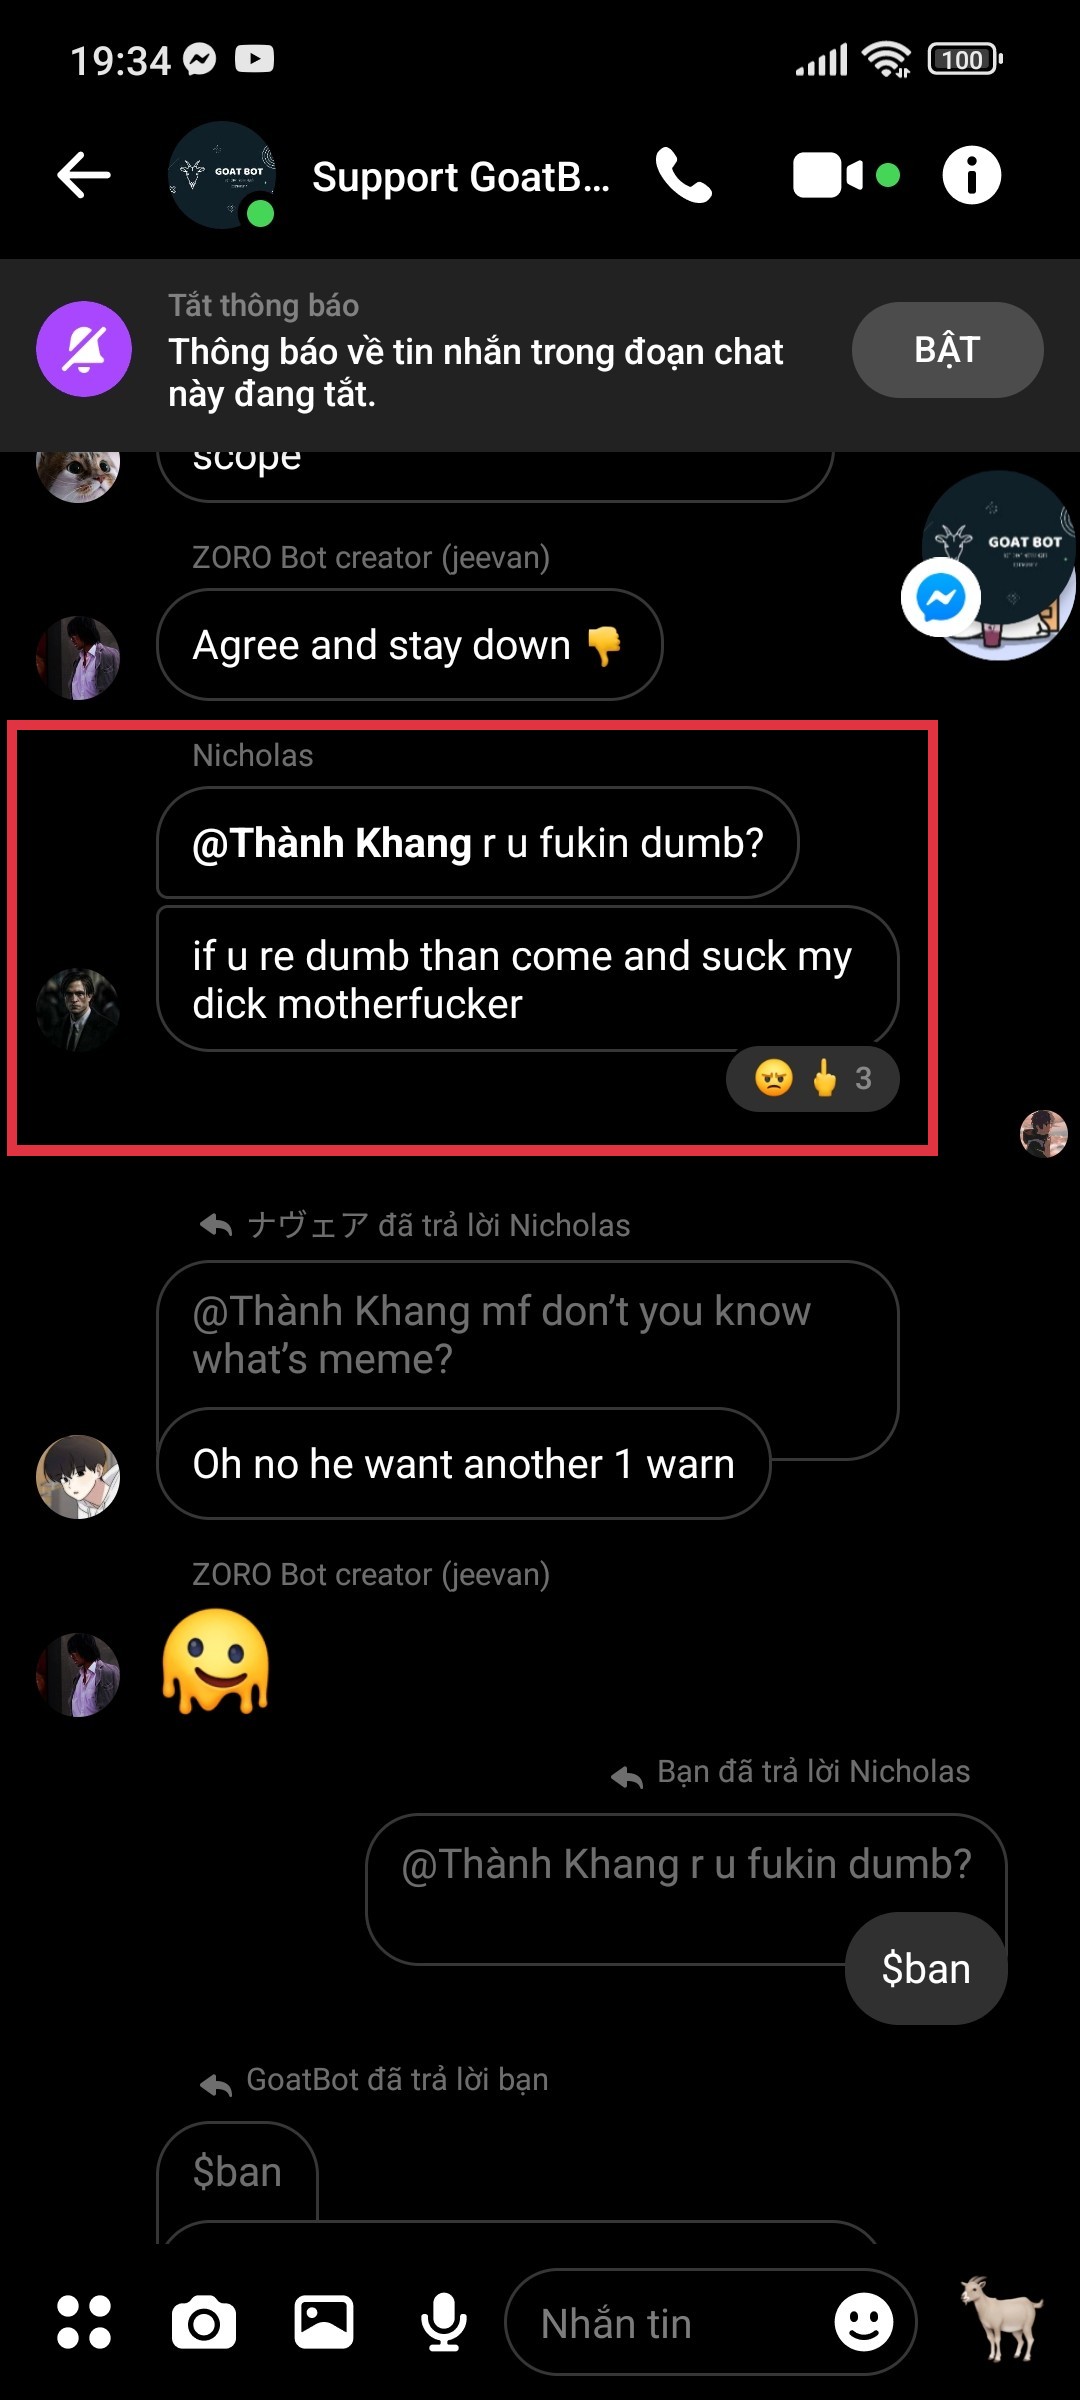 19:34
100
GOAT BOT
Support GoatB...
Tắt thông báo
Thông báo về tin nhắn trong đoạn chat
này đang tắt.
BẬT
scope
GOAT BOT
ZORO Bot creator (jeevan)
Agree and stay down 👎
Nicholas
@Thành Khang r u fukin dumb?
if u re dumb than come and suck my
dick motherfucker
😠 🖕 3
ナヴェア đã trả lời Nicholas
@Thành Khang mf don’t you know
what’s meme?
Oh no he want another 1 warn
ZORO Bot creator (jeevan)
🫠
Bạn đã trả lời Nicholas
@Thành Khang r u fukin dumb?
$ban
GoatBot đã trả lời bạn
$ban
Nhắn tin